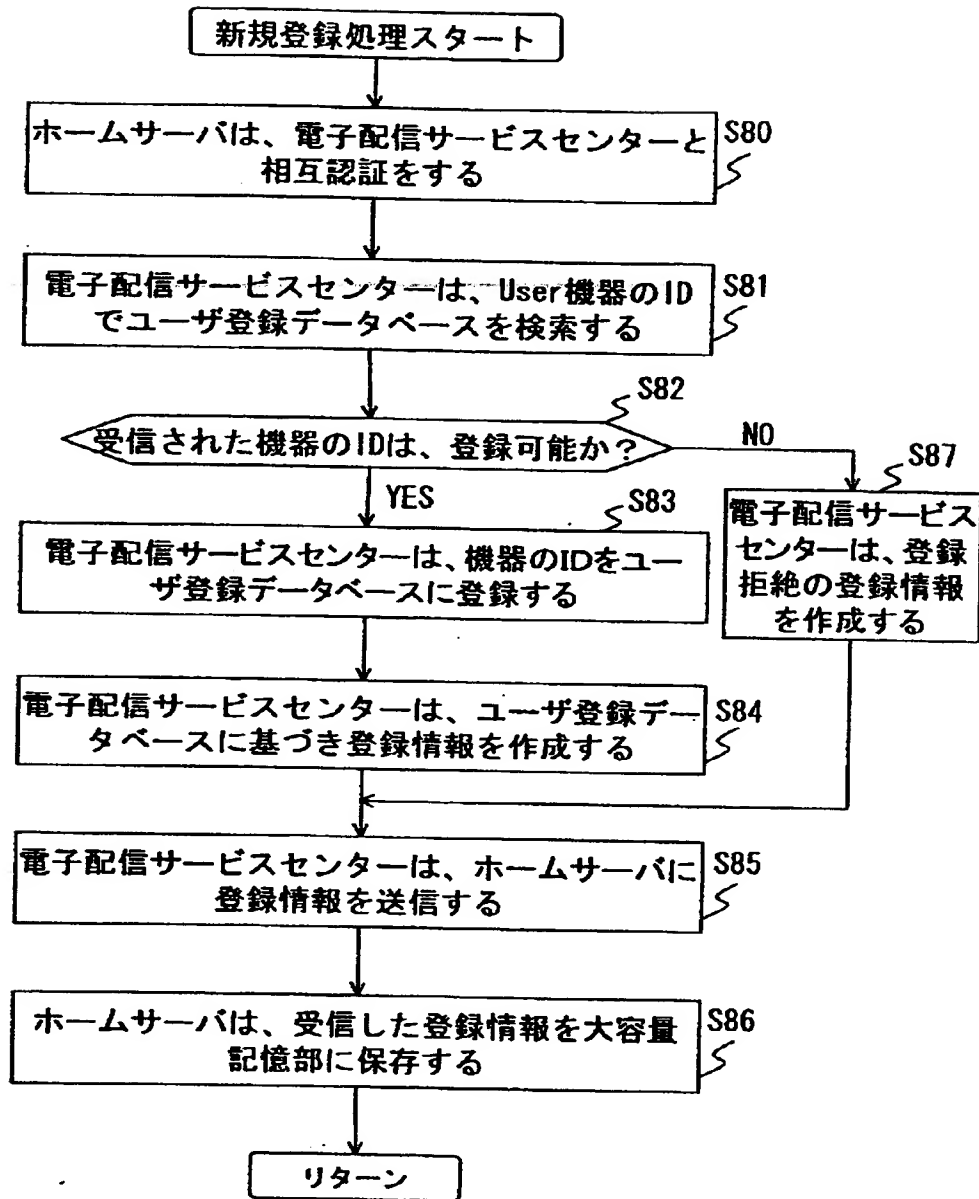 新規登録処理スタート
ホームサーバは、電子配信サービスセンターと
相互認証をする
S80
電子配信サービスセンターは、User機器のID
でユーザ登録データベースを検索する
S81
S82
受信された機器のIDは、登録可能か？
NO
YES
S87
電子配信サービス
センターは、登録
拒絶の登録情報
を作成する
S83
電子配信サービスセンターは、機器のIDをユー
ザ登録データベースに登録する
電子配信サービスセンターは、ユーザ登録デー
タベースに基づき登録情報を作成する
S84
電子配信サービスセンターは、ホームサーバに
登録情報を送信する
S85
ホームサーバは、受信した登録情報を大容量
記憶部に保存する
S86
リターン